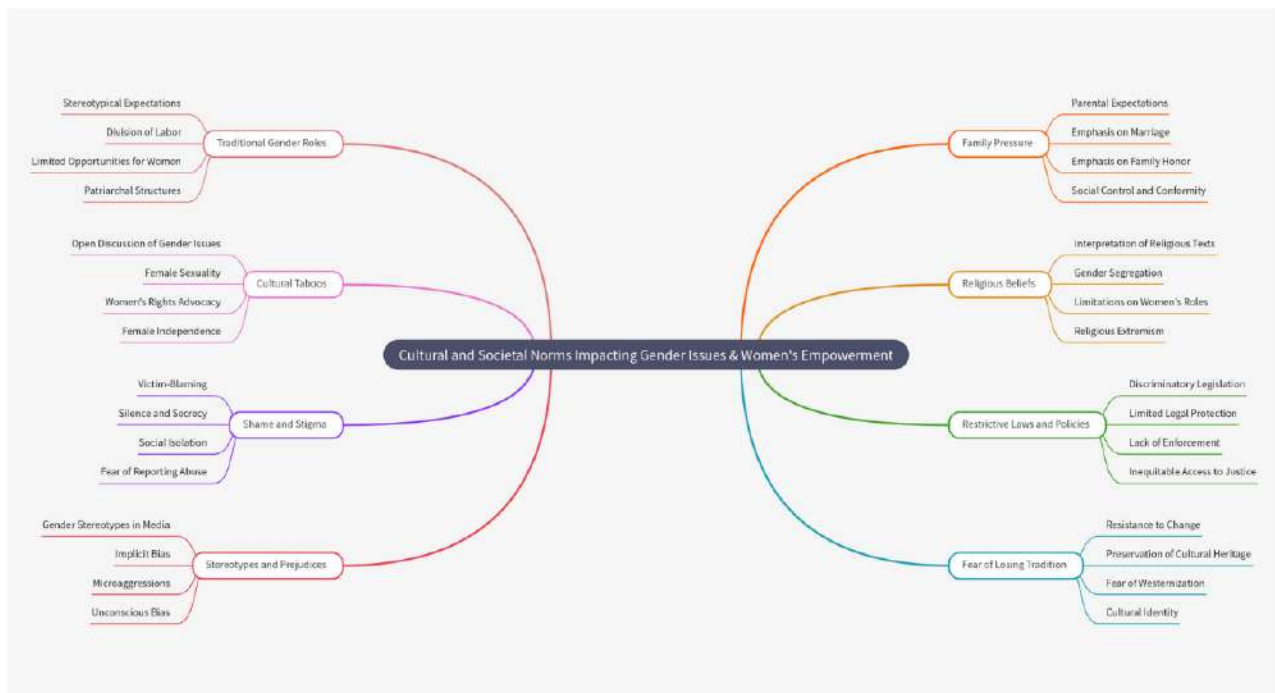 Cultural and Societal Norms Impacting Gender Issues & Women's Empowerment
Traditional Gender Roles
Stereotypical Expectations
Division of Labor
Limited Opportunities for Women
Patriarchal Structures
Cultural Taboos
Open Discussion of Gender Issues
Female Sexuality
Women's Rights Advocacy
Female Independence
Shame and Stigma
Victim-Blaming
Silence and Secrecy
Social Isolation
Fear of Reporting Abuse
Stereotypes and Prejudices
Gender Stereotypes in Media
Implicit Bias
Microaggressions
Unconscious Bias
Family Pressure
Parental Expectations
Emphasis on Marriage
Emphasis on Family Honor
Social Control and Conformity
Religious Beliefs
Interpretation of Religious Texts
Gender Segregation
Limitations on Women's Roles
Religious Extremism
Restrictive Laws and Policies
Discriminatory Legislation
Limited Legal Protection
Lack of Enforcement
Inequitable Access to Justice
Fear of Losing Tradition
Resistance to Change
Preservation of Cultural Heritage
Fear of Westernization
Cultural Identity